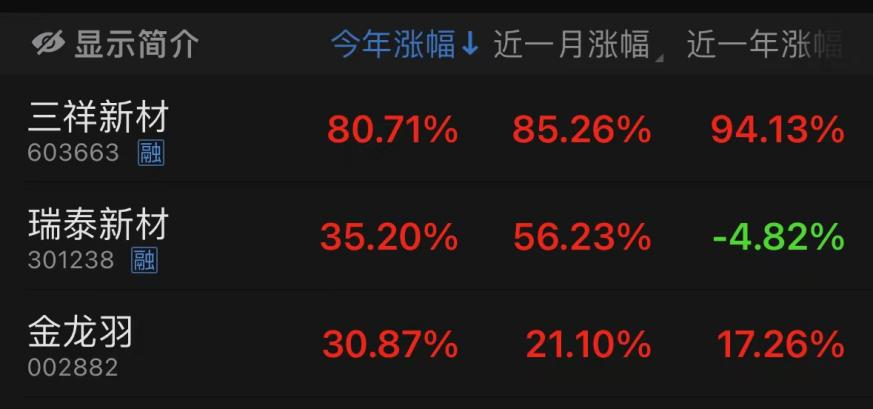 显示简介 今年涨幅↓ 近一月涨幅 近一年涨幅
三祥新材 80.71% 85.26% 94.13%
603663 融
瑞泰新材 35.20% 56.23% -4.82%
301238 融
金龙羽 30.87% 21.10% 17.26%
002882